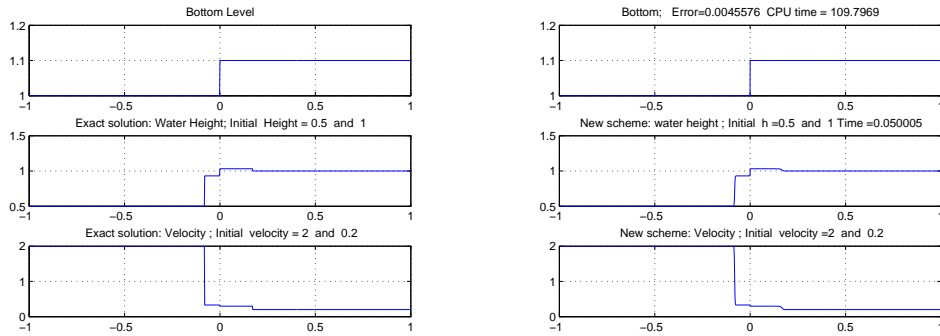 Bottom Level
1.2
1.1
1
−1 −0.5 0 0.5 1
Exact solution: Water Height; Initial Height = 0.5 and 1
1.5
1
0.5
−1 −0.5 0 0.5 1
Exact solution: Velocity ; Initial velocity = 2 and 0.2
2
1
0
−1 −0.5 0 0.5 1
Bottom; Error=0.0045576 CPU time = 109.7969
1.2
1.1
1
−1 −0.5 0 0.5 1
New scheme: water height ; Initial h =0.5 and 1 Time =0.050005
1.5
1
0.5
−1 −0.5 0 0.5 1
New scheme: Velocity ; Initial velocity =2 and 0.2
2
1
0
−1 −0.5 0 0.5 1